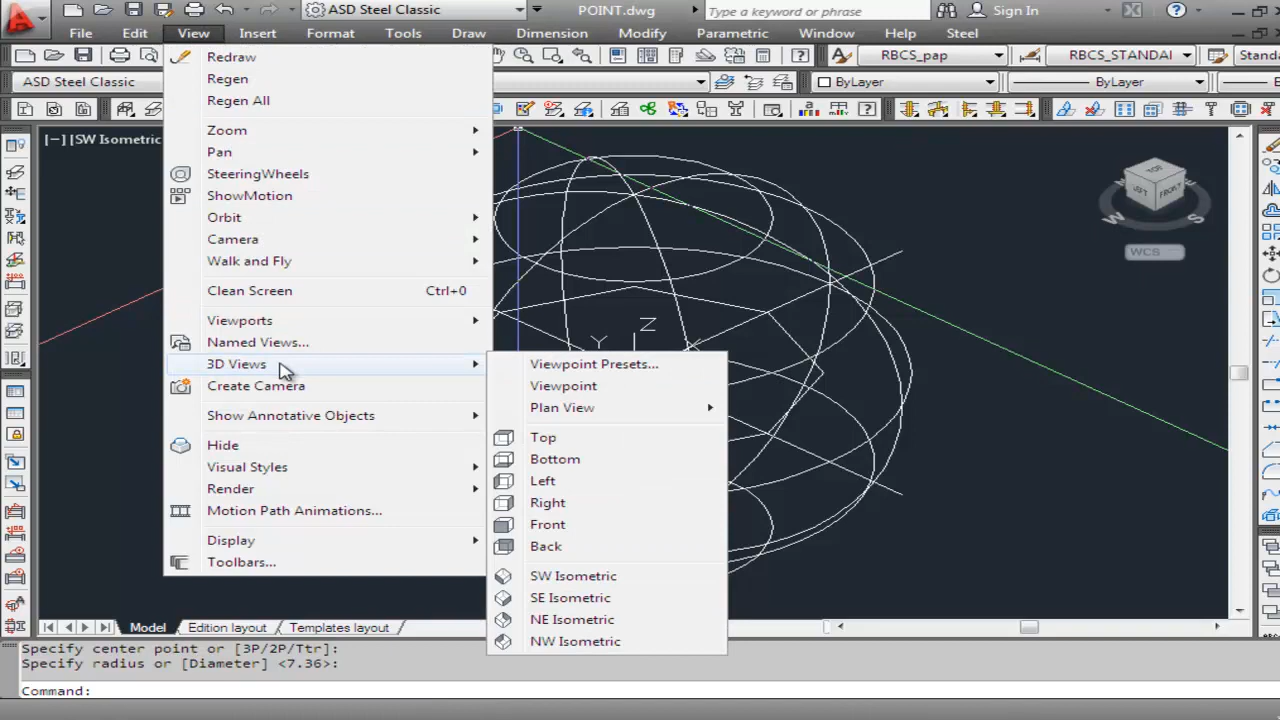 ASD Steel Classic
POINT.dwg
Type a keyword or phrase
Sign In
File Edit View Insert Format Tools Draw Dimension Modify Parametric Window Help Steel
RBCS_pap
RBCS_STANDAI
Standa
ASD Steel Classic
ByLayer
ByLayer
[−] [SW Isometric
Redraw
Regen
Regen All
Zoom
Pan
SteeringWheels
ShowMotion
Orbit
Camera
Walk and Fly
Clean Screen Ctrl+0
Viewports
Named Views...
3D Views
Create Camera
Show Annotative Objects
Hide
Visual Styles
Render
Motion Path Animations...
Display
Toolbars...
Viewpoint Presets...
Viewpoint
Plan View
Top
Bottom
Left
Right
Front
Back
SW Isometric
SE Isometric
NE Isometric
NW Isometric
Z
Y
TOP
LEFT
FRONT
W
S
WCS
Model
Edition layout
Templates layout
Specify center point or [3P/2P/Ttr]:
Specify radius or [Diameter] <7.36>:
Command: